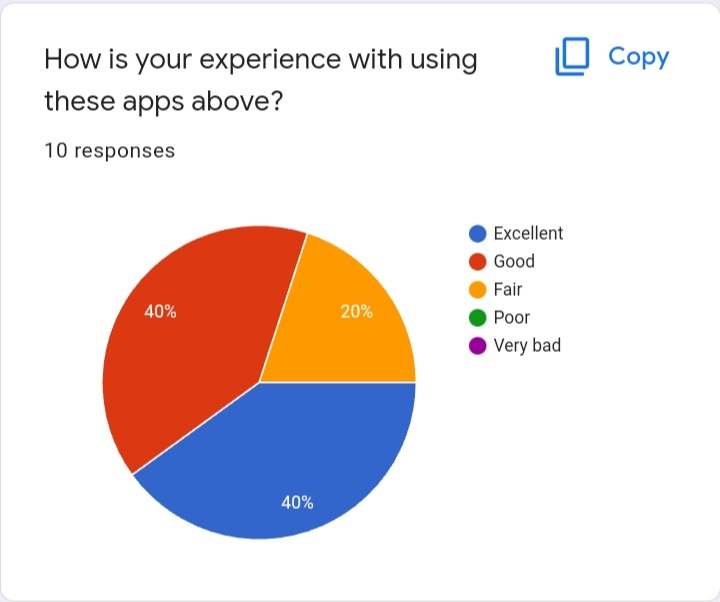 How is your experience with using
these apps above?
Copy
10 responses
Excellent
Good
Fair
Poor
Very bad
40%
20%
40%